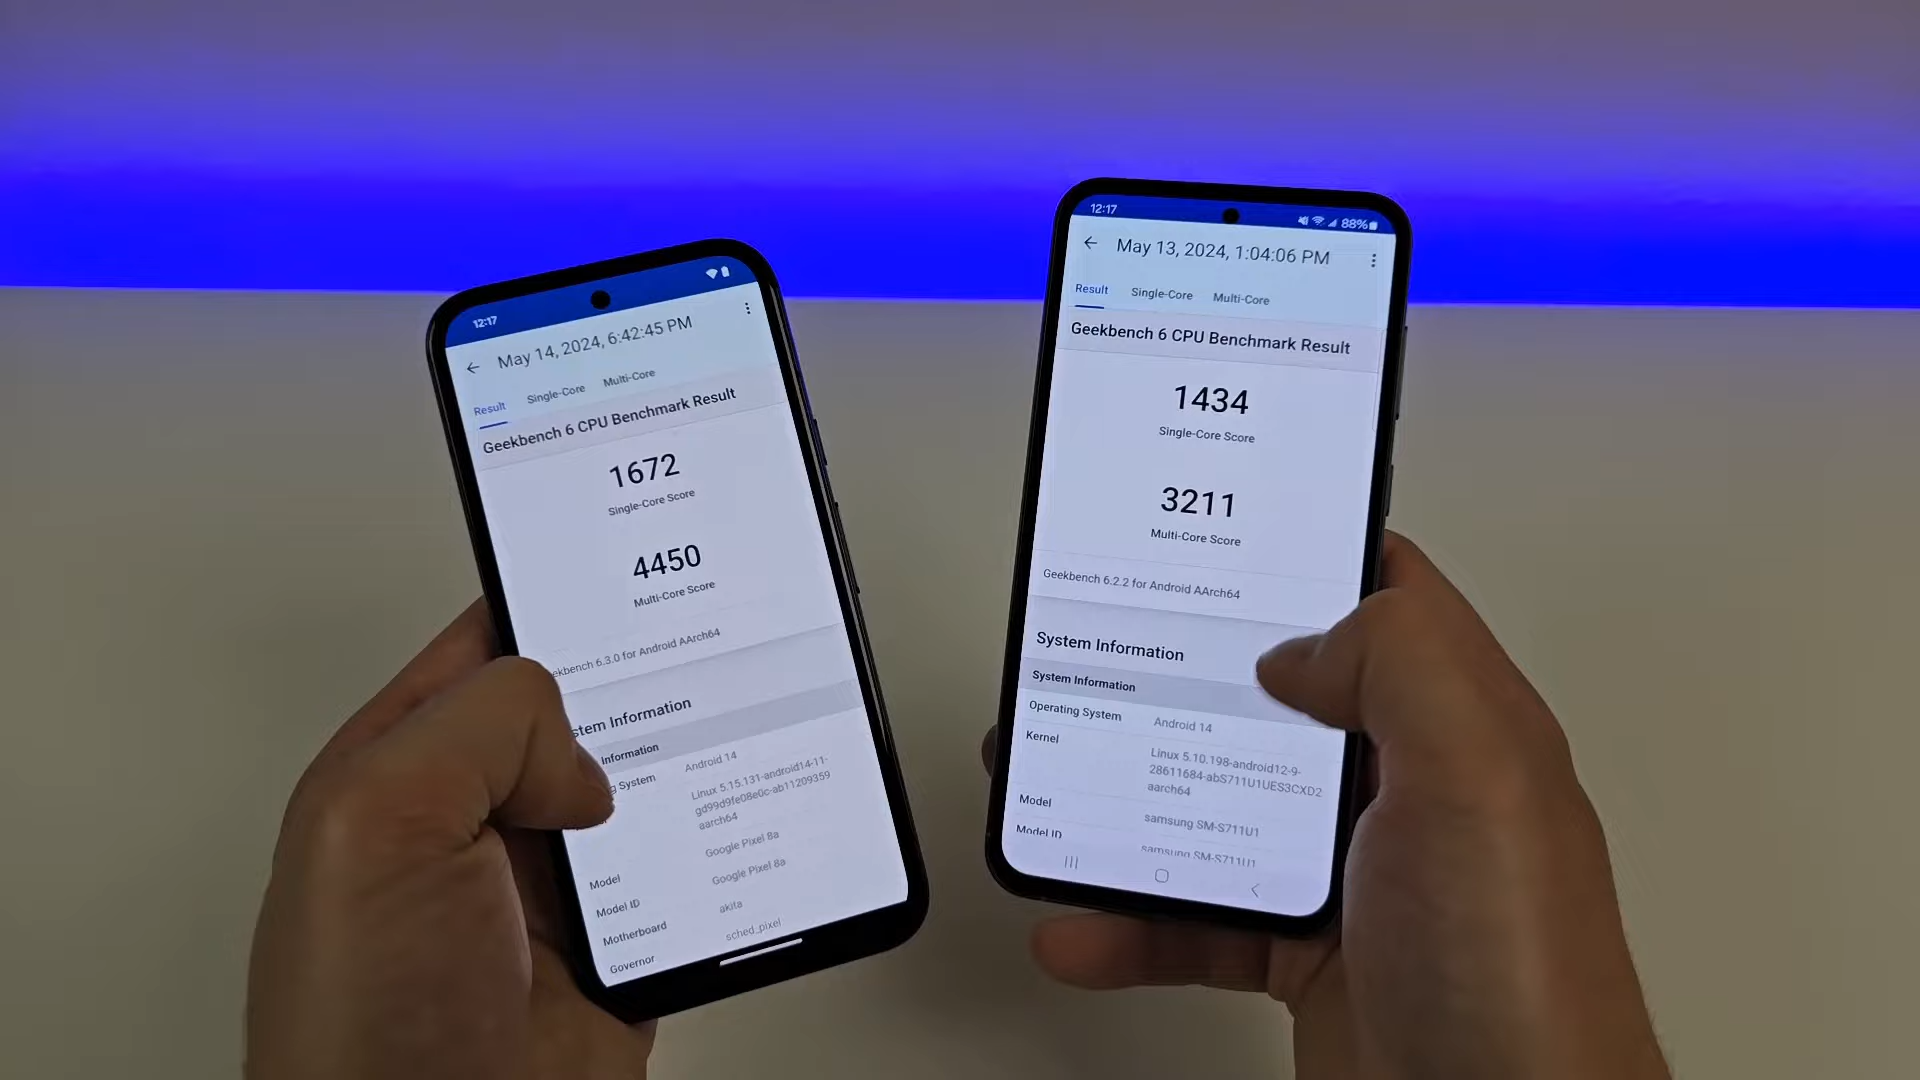 12:17
May 14, 2024, 6:42:45 PM
Result Single-Core Multi-Core
Geekbench 6 CPU Benchmark Result
1672
Single-Core Score
4450
Multi-Core Score
ekbench 6.3.0 for Android AArch64
stem Information
Information
g System Android 14
Linux 5.15.131-android14-11-
gd99d9fe08e0c-ab11209359
aarch64
Model Google Pixel 8a
Model ID Google Pixel 8a
Motherboard akita
Governor sched_pixel
12:17 88%
May 13, 2024, 1:04:06 PM
Result Single-Core Multi-Core
Geekbench 6 CPU Benchmark Result
1434
Single-Core Score
3211
Multi-Core Score
Geekbench 6.2.2 for Android AArch64
System Information
System Information
Operating System Android 14
Kernel Linux 5.10.198-android12-9-
28611684-abS711U1UES3CXD2
aarch64
Model samsung SM-S711U1
Model ID samsung SM-S711U1